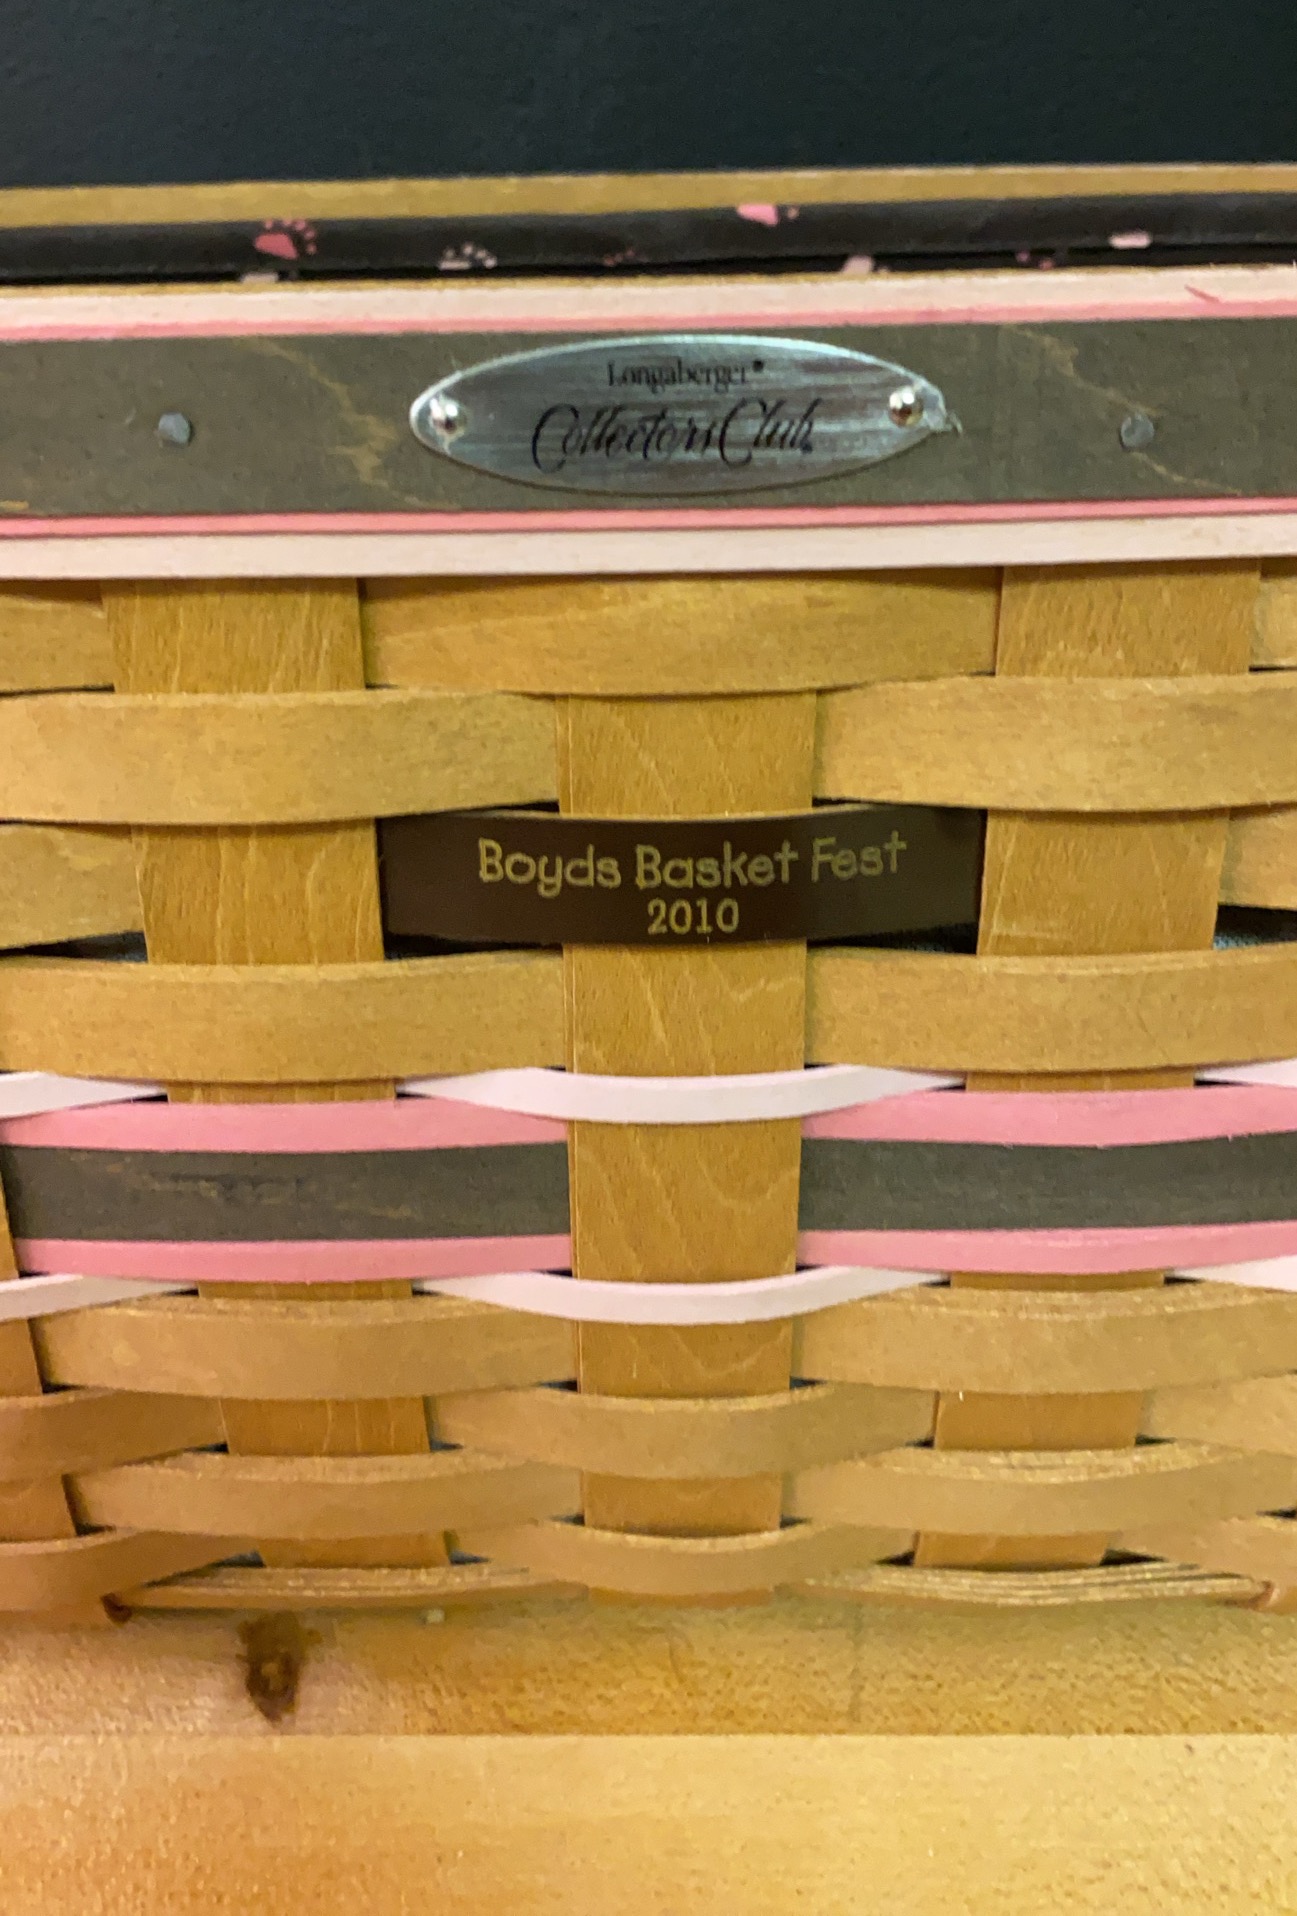 Longaberger®
Collectors Club
Boyds Basket Fest
2010